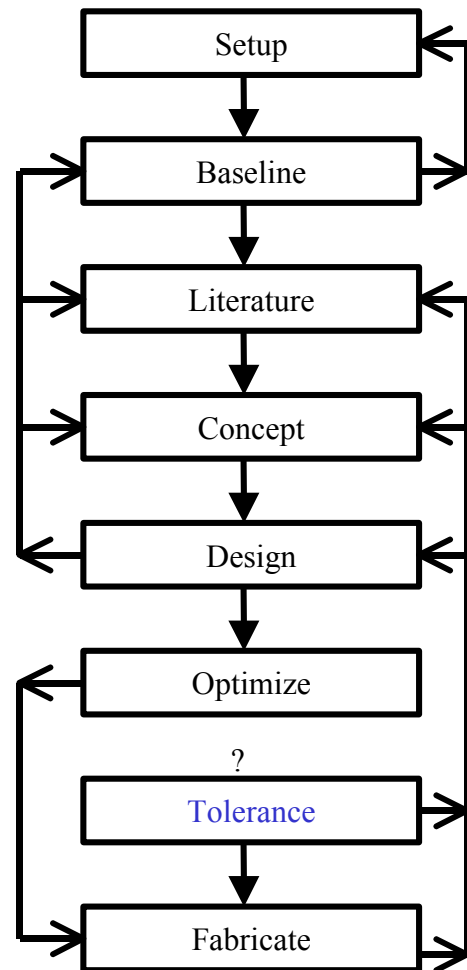 Setup
Baseline
Literature
Concept
Design
Optimize
?
Tolerance
Fabricate